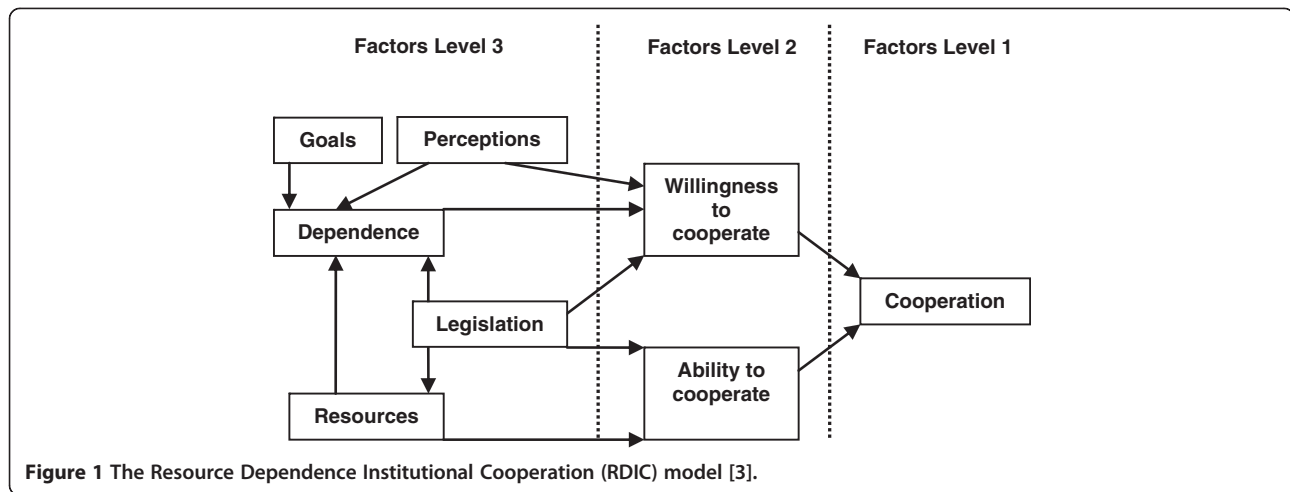 Factors Level 3 Factors Level 2 Factors Level 1
Goals
Perceptions
Willingness
to
cooperate
Dependence
Legislation
Cooperation
Ability to
cooperate
Resources
Figure 1 The Resource Dependence Institutional Cooperation (RDIC) model [3].